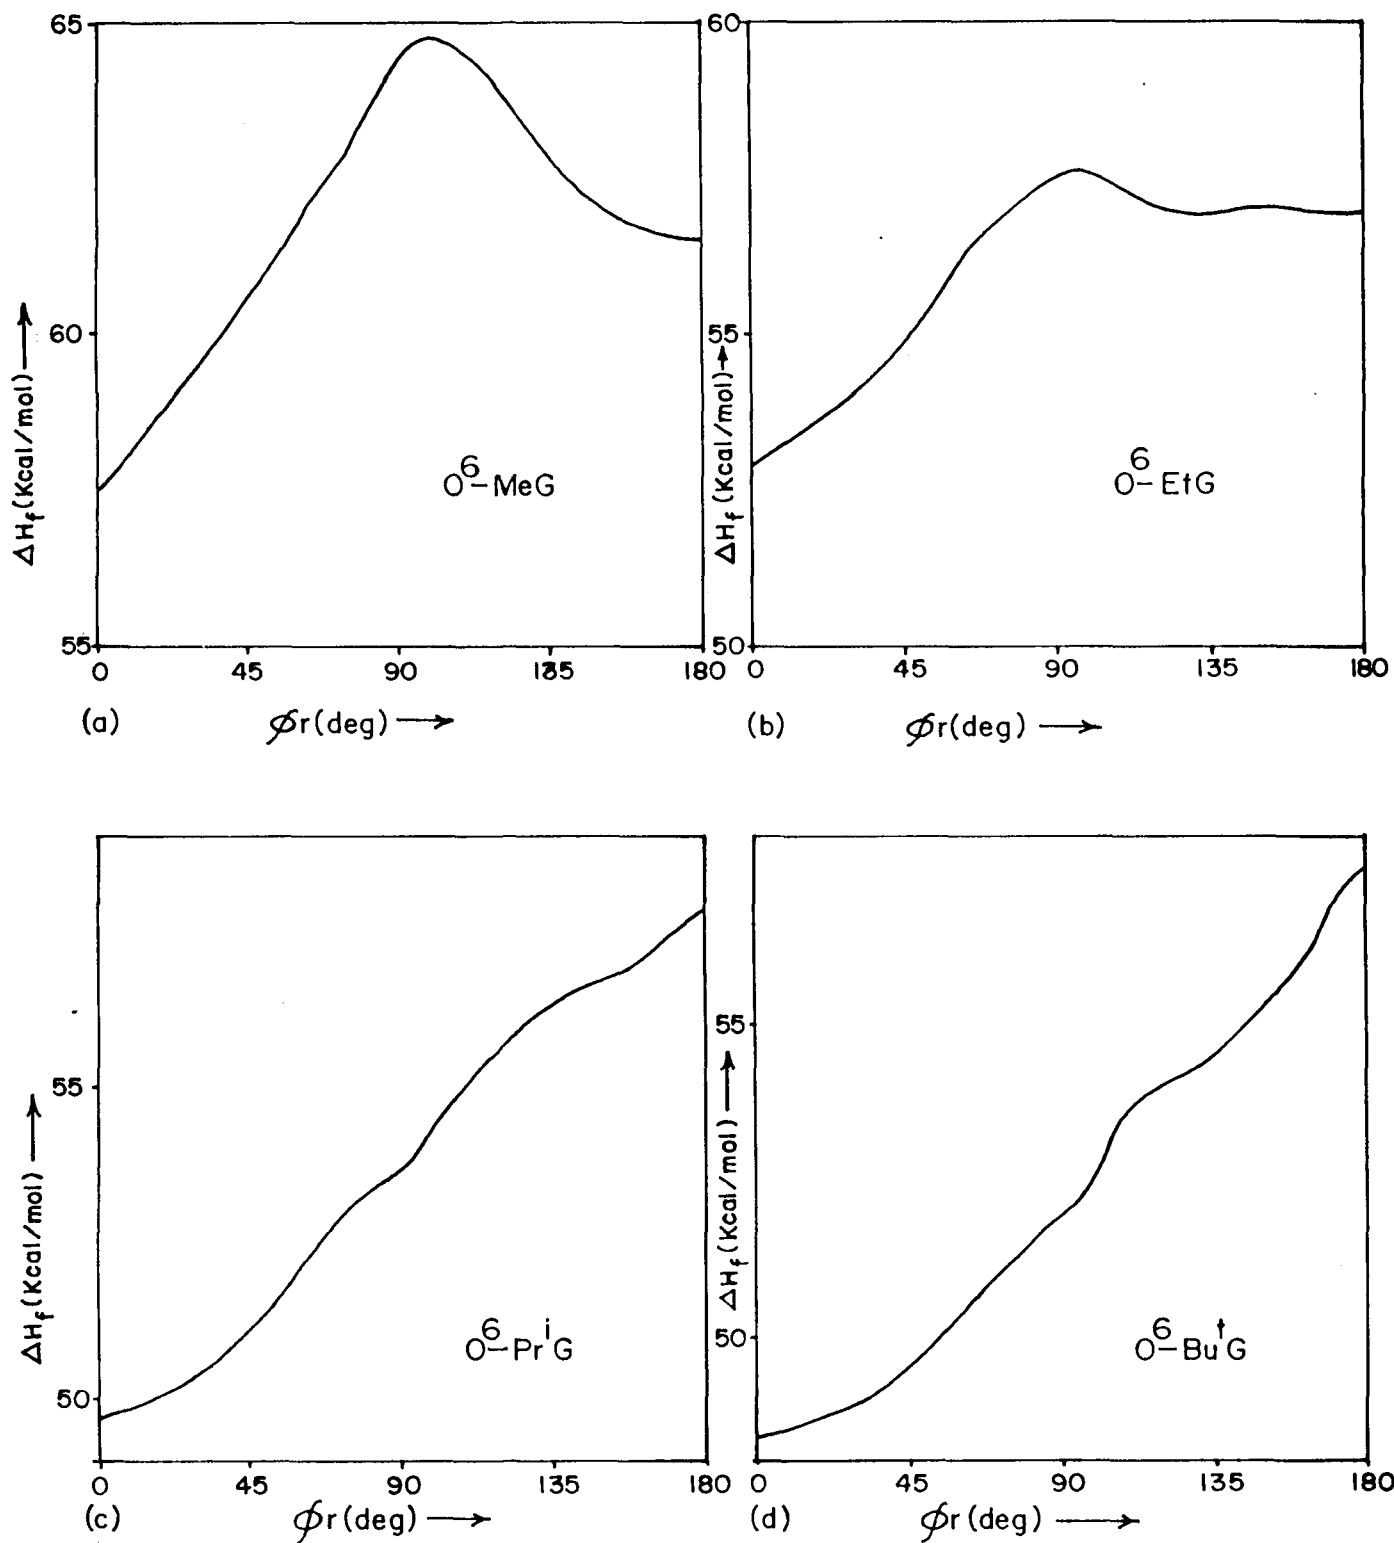 65
60
55
ΔHf (Kcal/mol) →
O6-MeG
0 45 90 135 180
(a) ϕr(deg) →
60
55
50
ΔHf (Kcal/mol) →
O6-EtG
0 45 90 135 180
(b) ϕr(deg) →
55
50
ΔHf (Kcal/mol) →
O6-PriG
0 45 90 135 180
(c) ϕr(deg) →
55
50
ΔHf (Kcal/mol) →
O6-ButG
0 45 90 135 180
(d) ϕr(deg) →